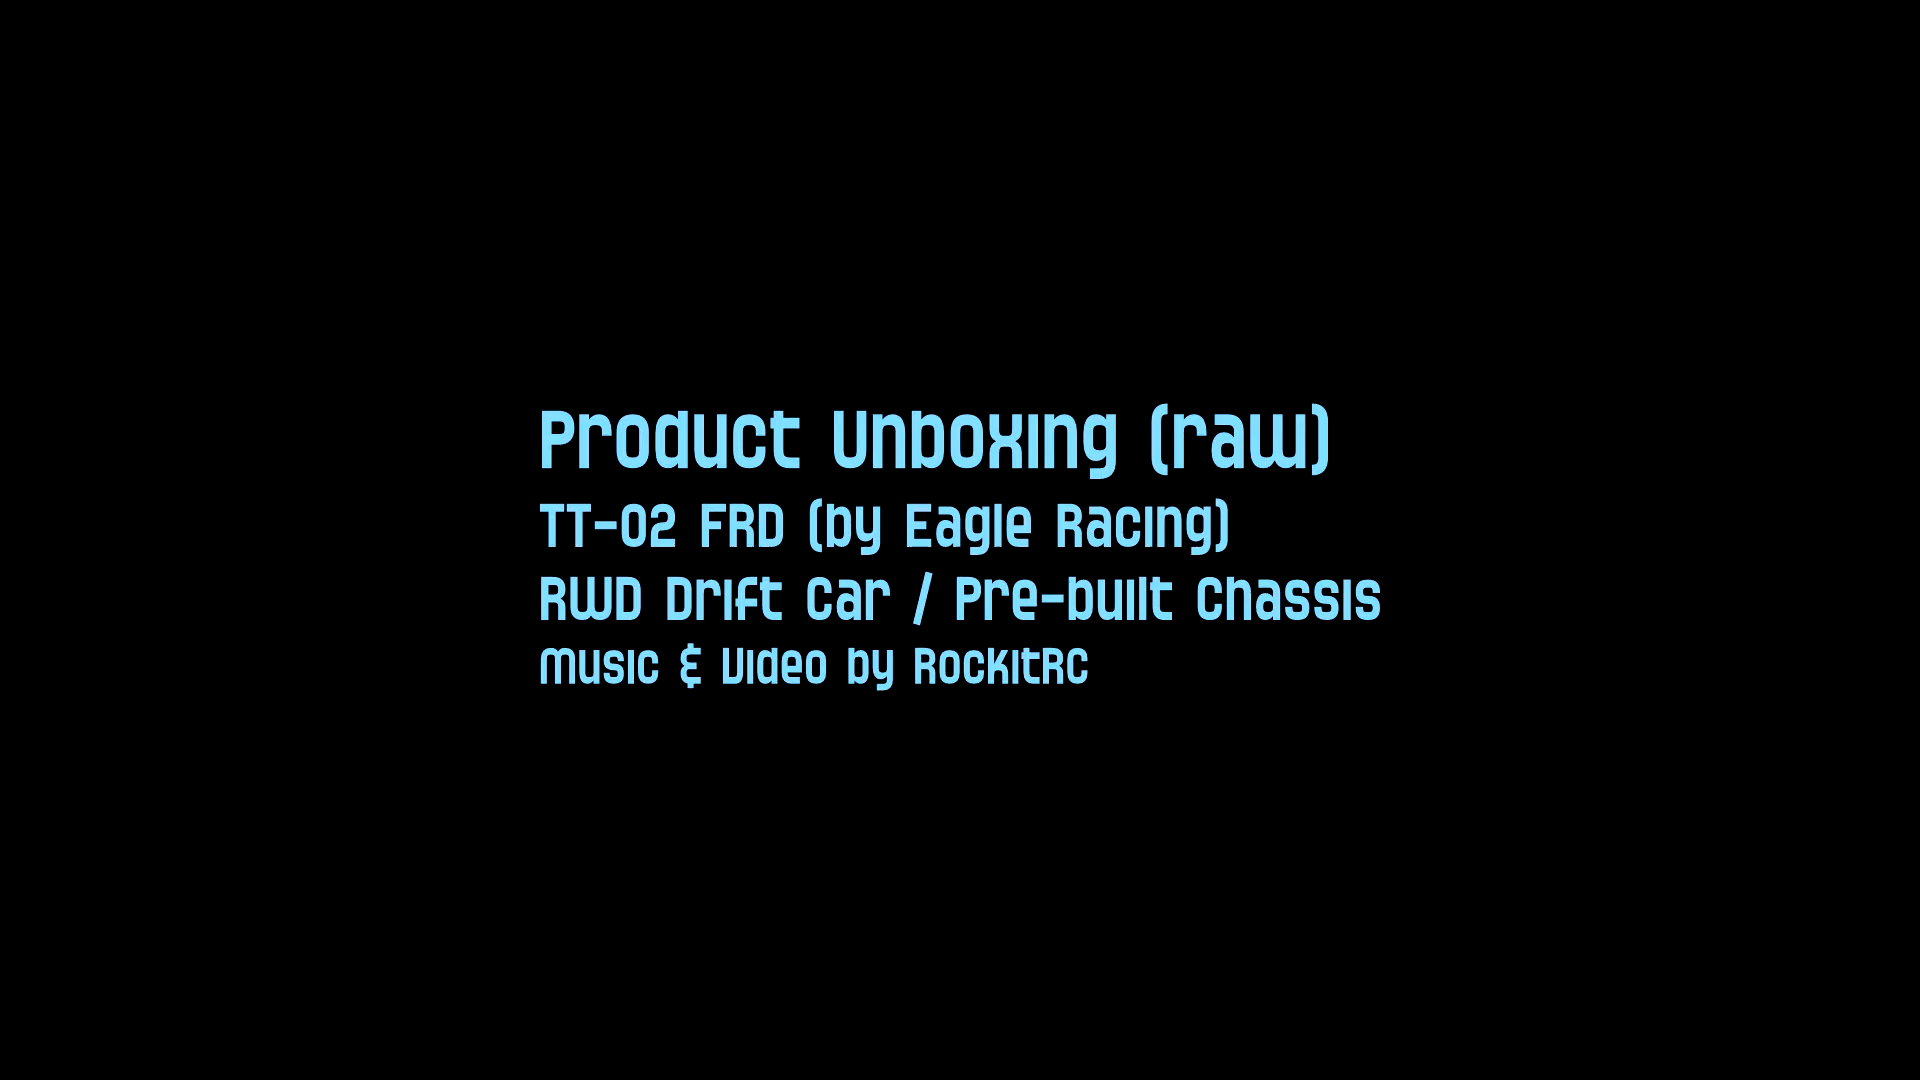 Product Unboxing (raw)
TT-02 FRD (by Eagle Racing)
RWD Drift Car / Pre-built Chassis
Music & Video by RockitRC